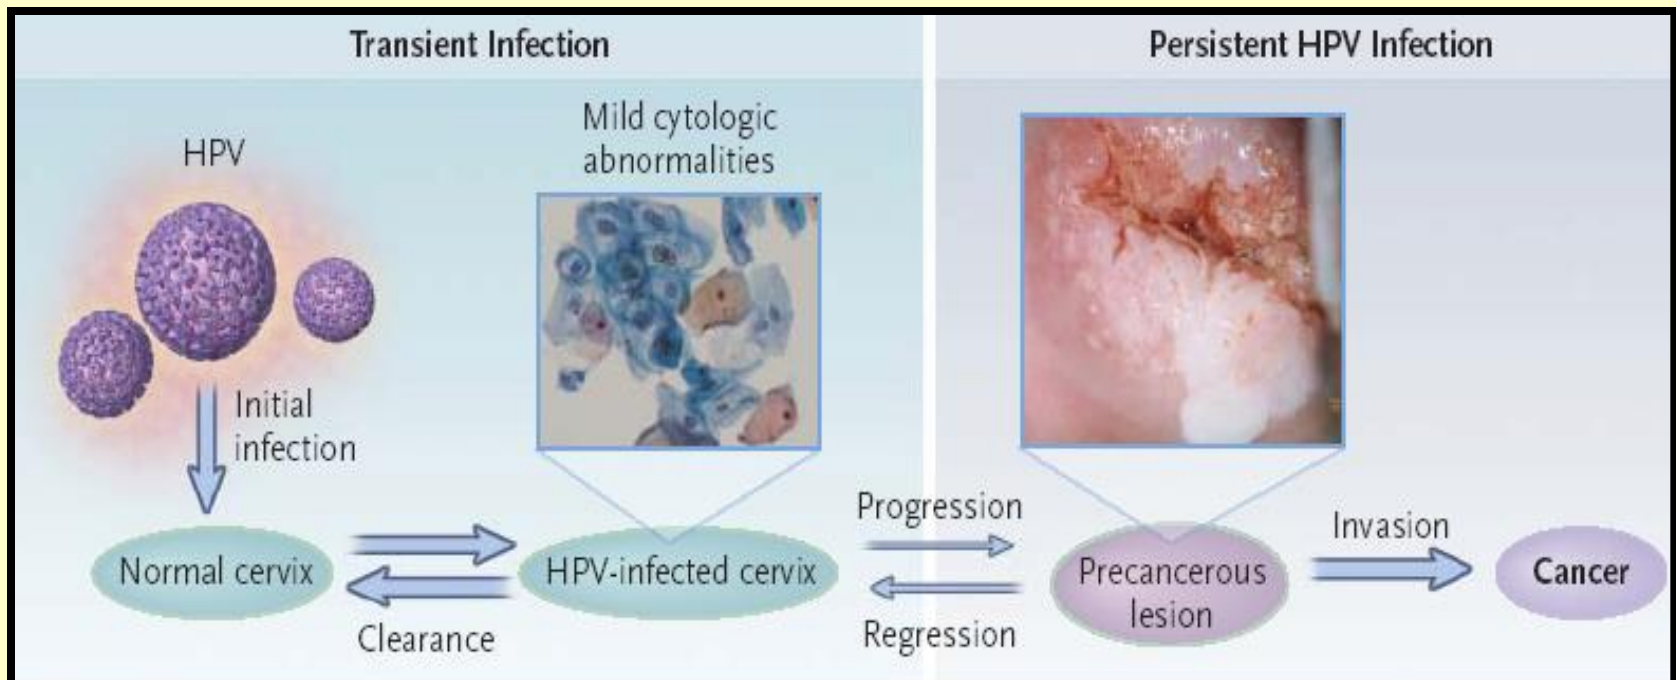 Transient Infection
Persistent HPV Infection
HPV
Mild cytologic
abnormalities
Initial
infection
Normal cervix
Clearance
HPV-infected cervix
Progression
Regression
Precancerous
lesion
Invasion
Cancer